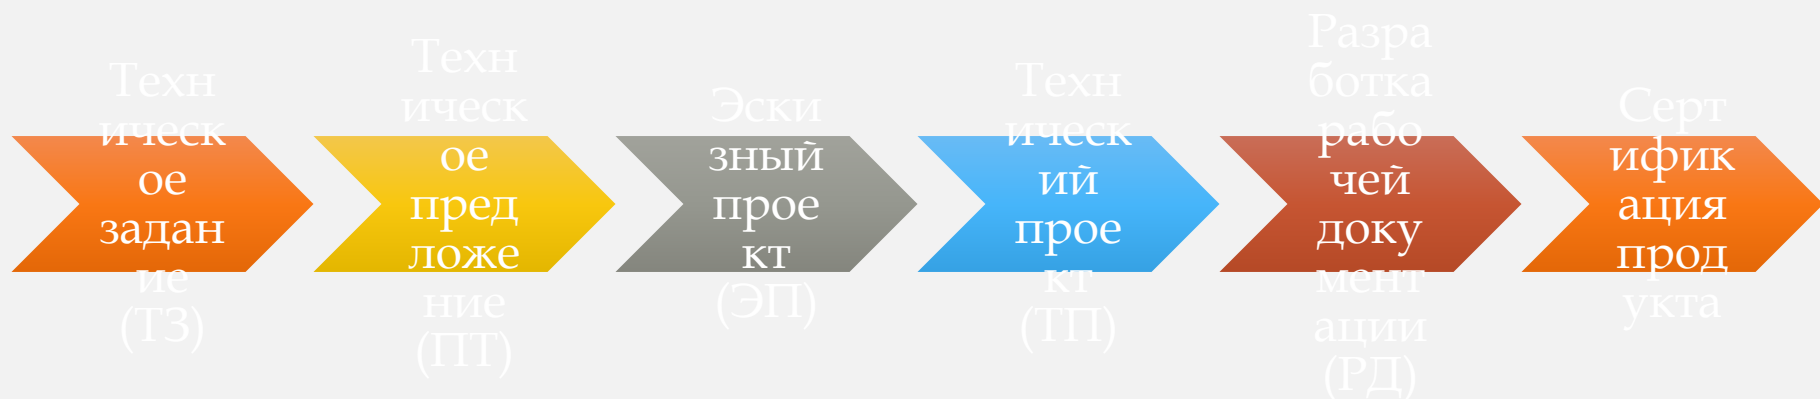 Техн
ическ
ое
задан
ие
(ТЗ)
Техн
ическ
ое
пред
ложе
ние
(ПТ)
Эски
зный
прое
кт
(ЭП)
Техн
ическ
ий
прое
кт
(ТП)
Разра
ботка
рабо
чей
доку
мент
ации
(РД)
Серт
ифик
ация
прод
укта